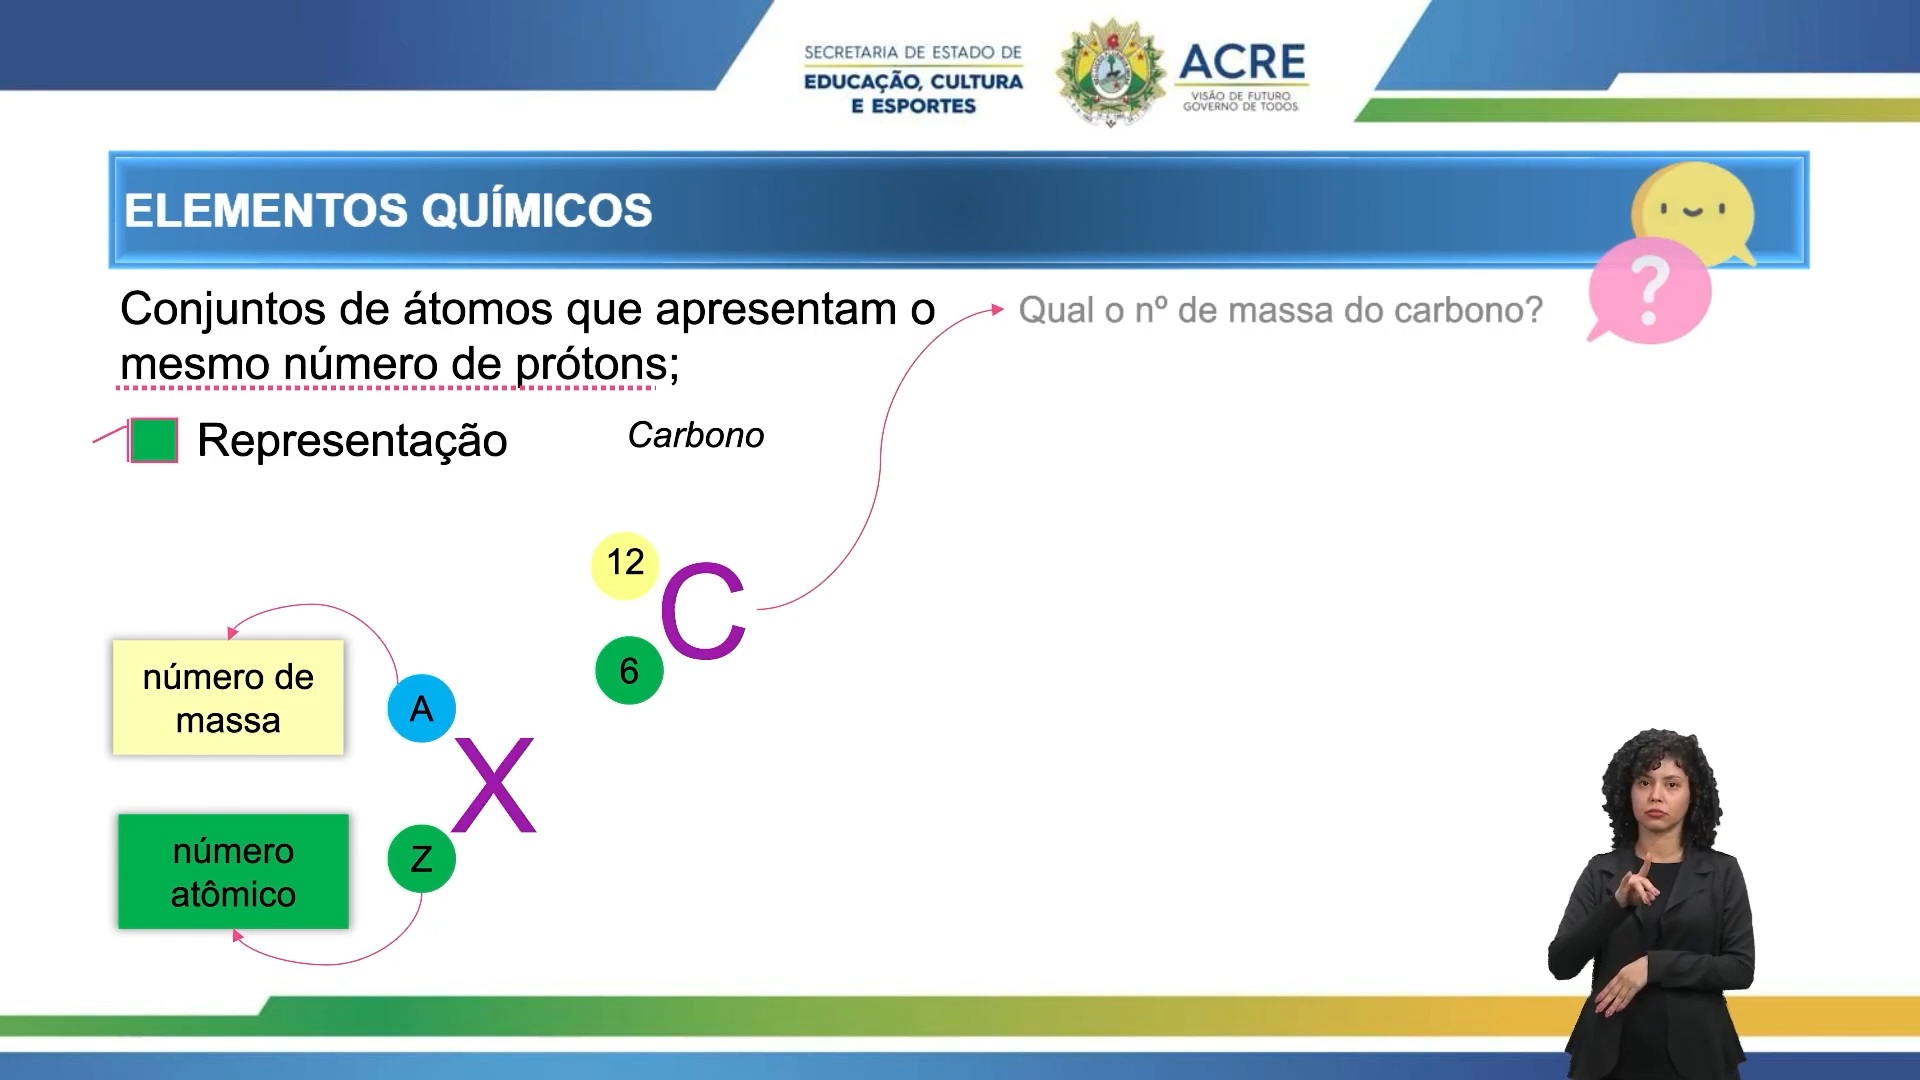 SECRETARIA DE ESTADO DE
EDUCAÇÃO, CULTURA
E ESPORTES
ACRE
VISÃO DE FUTURO.
GOVERNO DE TODOS.
ELEMENTOS QUÍMICOS
?
Conjuntos de átomos que apresentam o
mesmo número de prótons;
Qual o nº de massa do carbono?
Representação
Carbono
12
C
6
número de
massa
A
X
número
atômico
Z